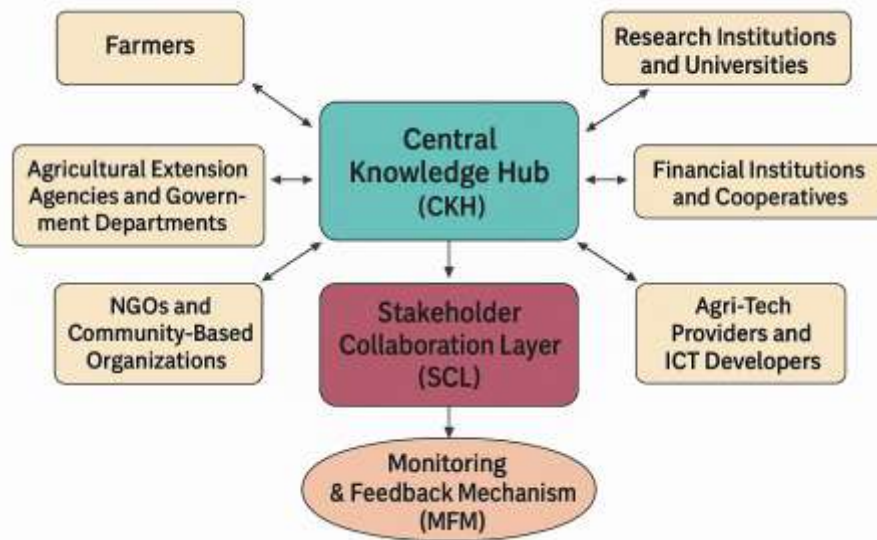 Farmers
Research Institutions
and Universities
Central
Knowledge Hub
(CKH)
Agricultural Extension
Agencies and Govern-
ment Departments
Financial Institutions
and Cooperatives
NGOs and
Community-Based
Organizations
Stakeholder
Collaboration Layer
(SCL)
Agri-Tech
Providers and
ICT Developers
Monitoring
& Feedback Mechanism
(MFM)